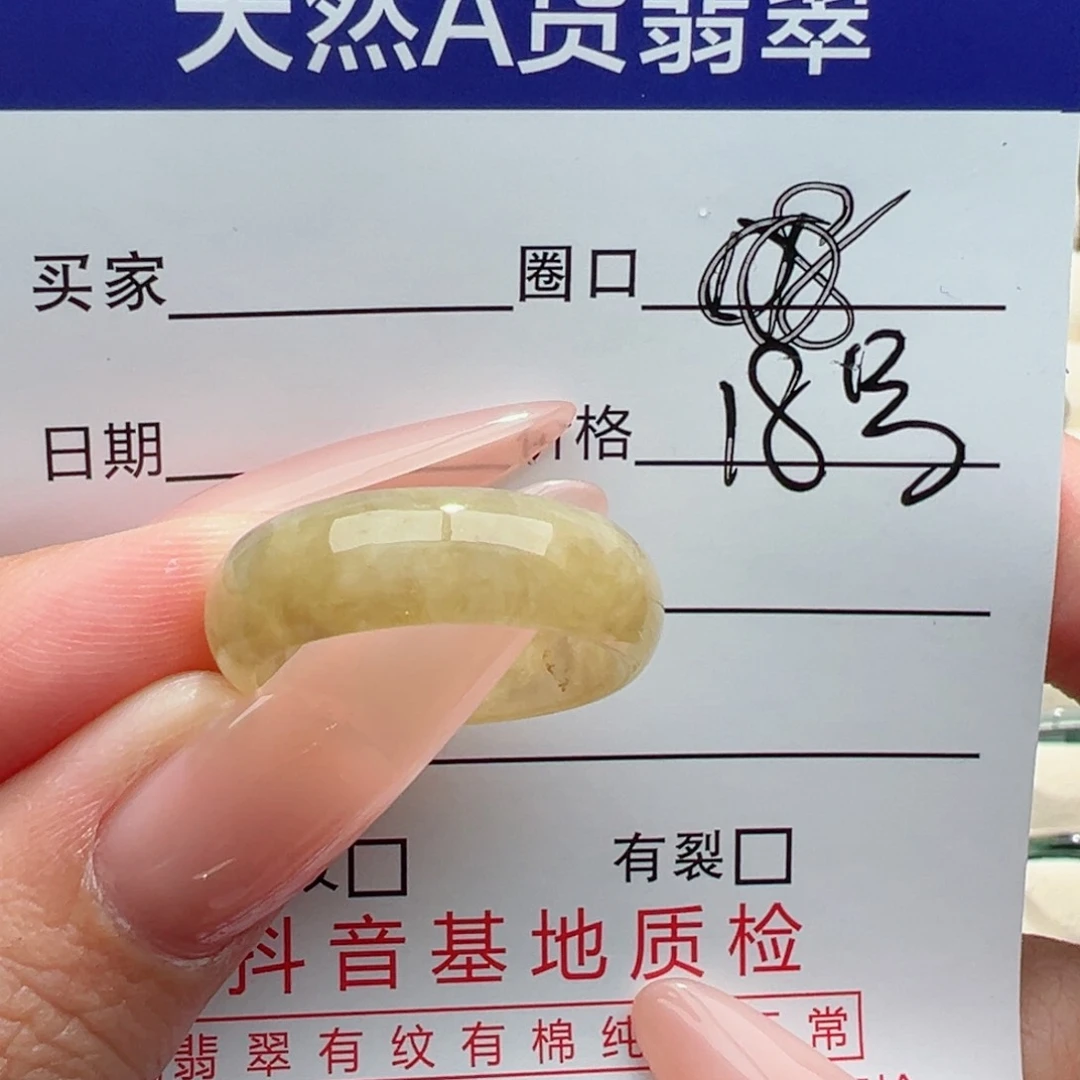 天然A货翡翠
买家 圈口
日期 价格 18号
有裂
抖音基地质检
翡翠有纹有棉纯 常